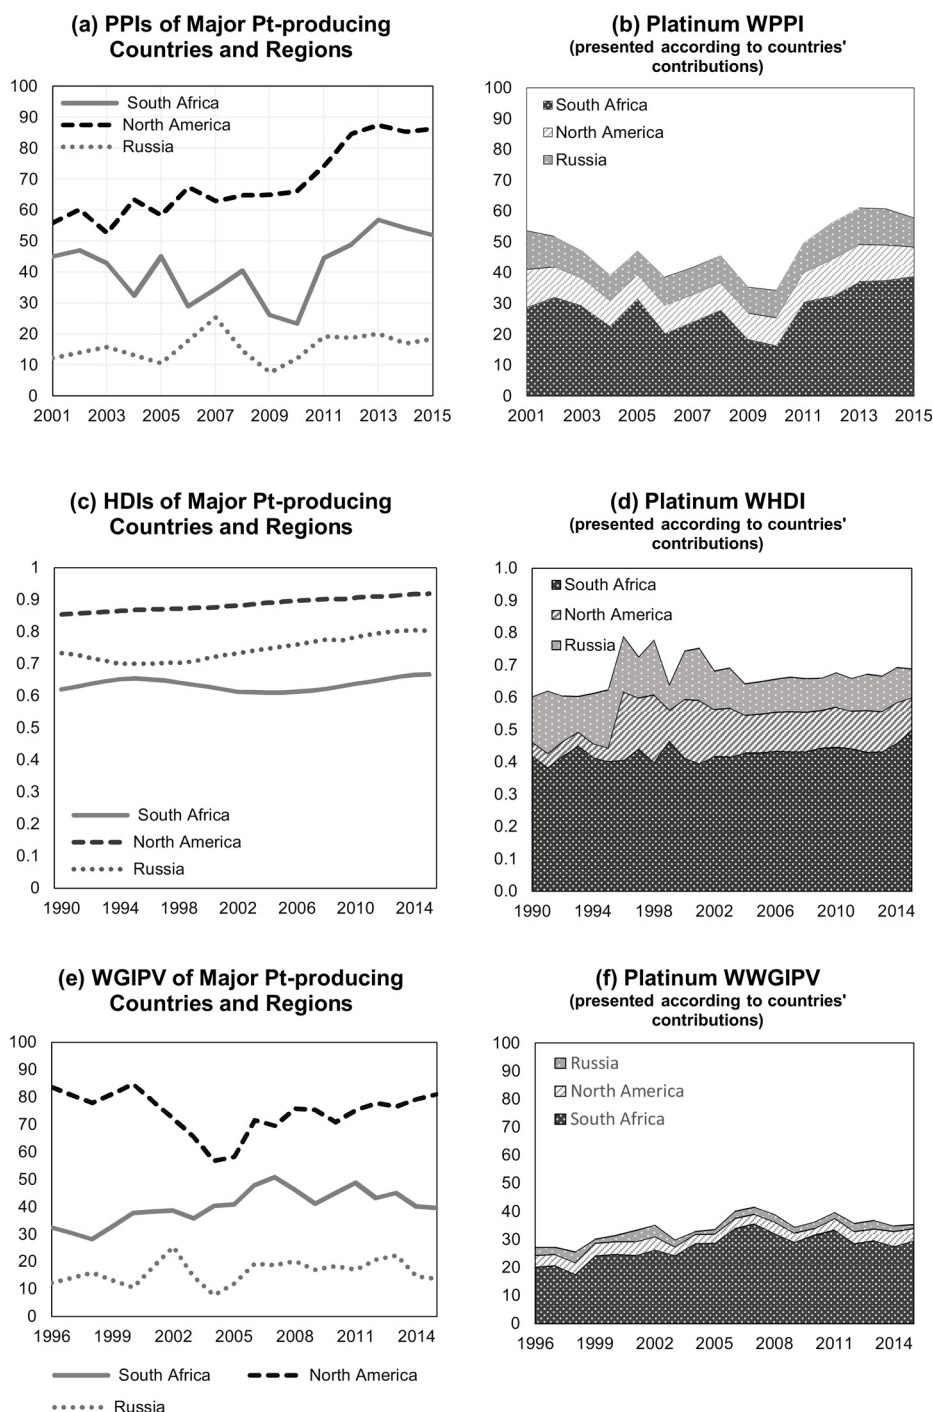 (a) PPIs of Major Pt-producing
Countries and Regions
100
90
80
70
60
50
40
30
20
10
0
South Africa
North America
Russia
2001 2003 2005 2007 2009 2011 2013 2015
(b) Platinum WPPI
(presented according to countries'
contributions)
100
90
80
70
60
50
40
30
20
10
0
South Africa
North America
Russia
2001 2003 2005 2007 2009 2011 2013 2015
(c) HDIs of Major Pt-producing
Countries and Regions
1
0.9
0.8
0.7
0.6
0.5
0.4
0.3
0.2
0.1
0
South Africa
North America
Russia
1990 1994 1998 2002 2006 2010 2014
(d) Platinum WHDI
(presented according to countries'
contributions)
1.0
0.9
0.8
0.7
0.6
0.5
0.4
0.3
0.2
0.1
0.0
South Africa
North America
Russia
1990 1994 1998 2002 2006 2010 2014
(e) WGIPV of Major Pt-producing
Countries and Regions
100
90
80
70
60
50
40
30
20
10
0
1996 1999 2002 2005 2008 2011 2014
South Africa North America
Russia
(f) Platinum WWGIPV
(presented according to countries'
contributions)
100
90
80
70
60
50
40
30
20
10
0
Russia
North America
South Africa
1996 1999 2002 2005 2008 2011 2014